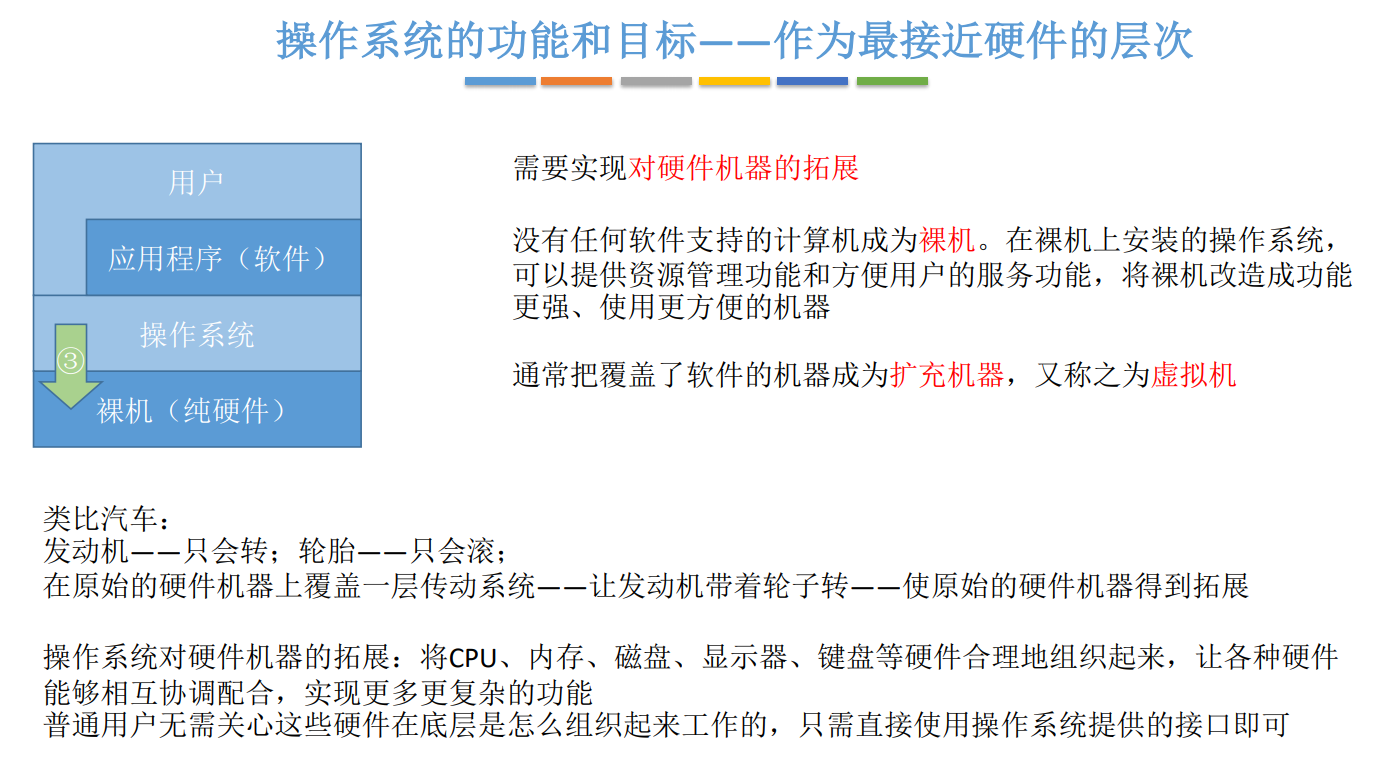 操作系统的功能和目标——作为最接近硬件的层次
用户
应用程序（软件）
操作系统
③
裸机（纯硬件）
需要实现对硬件机器的拓展
没有任何软件支持的计算机成为裸机。在裸机上安装的操作系统，
可以提供资源管理功能和方便用户的服务功能，将裸机改造成功能
更强、使用更方便的机器
通常把覆盖了软件的机器成为扩充机器，又称之为虚拟机
类比汽车：
发动机——只会转；轮胎——只会滚；
在原始的硬件机器上覆盖一层传动系统——让发动机带着轮子转——使原始的硬件机器得到拓展
操作系统对硬件机器的拓展：将CPU、内存、磁盘、显示器、键盘等硬件合理地组织起来，让各种硬件
能够相互协调配合，实现更多更复杂的功能
普通用户无需关心这些硬件在底层是怎么组织起来工作的，只需直接使用操作系统提供的接口即可